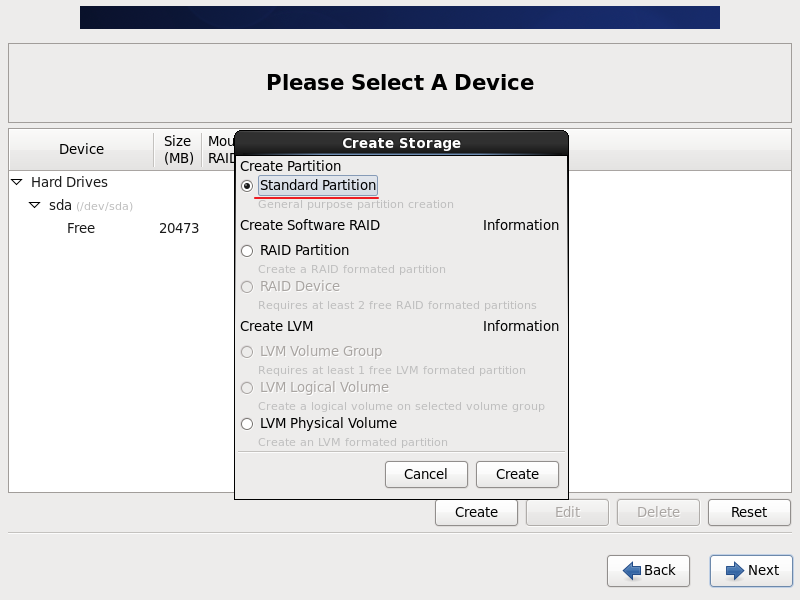 Please Select A Device
Device
Size
(MB)
Mou
RAID
Hard Drives
sda (/dev/sda)
Free 20473
Create Storage
Create Partition
Standard Partition
General purpose partition creation
Create Software RAID Information
RAID Partition
Create a RAID formated partition
RAID Device
Requires at least 2 free RAID formated partitions
Create LVM Information
LVM Volume Group
Requires at least 1 free LVM formated partition
LVM Logical Volume
Create a logical volume on selected volume group
LVM Physical Volume
Create an LVM formated partition
Cancel Create
Create Edit Delete Reset
Back Next